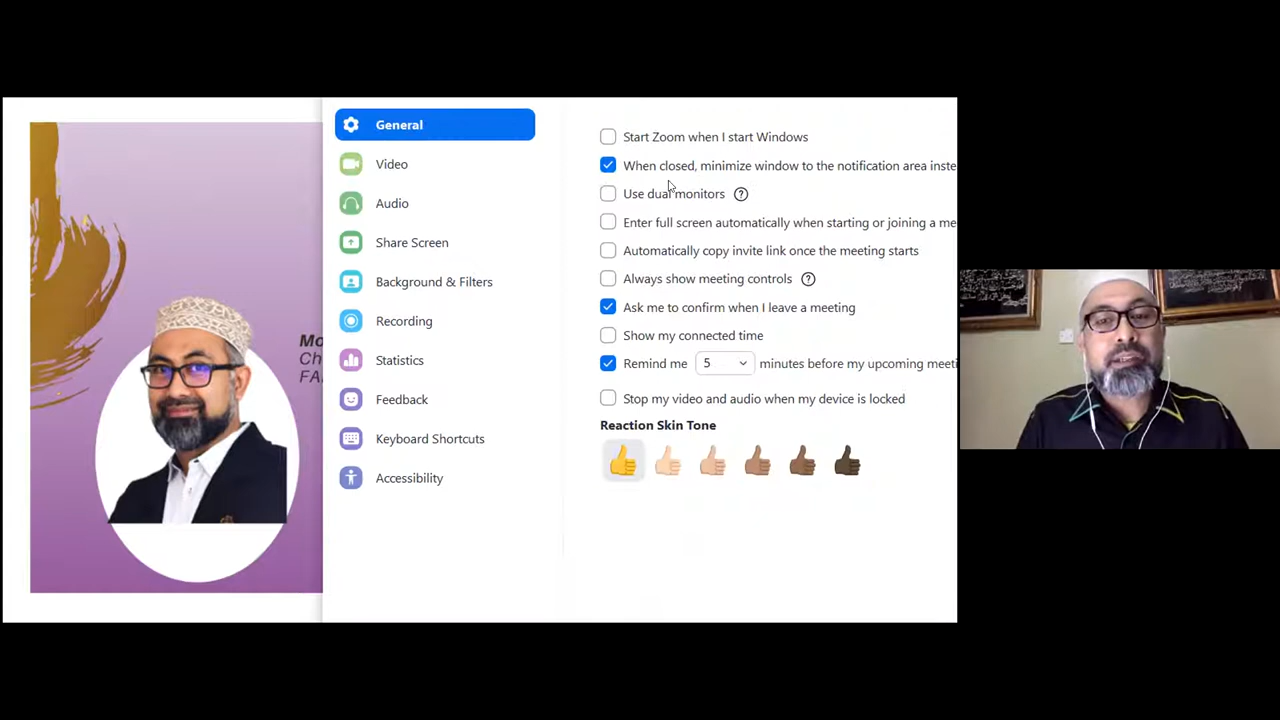 Mo
Ch
FA
General
Video
Audio
Share Screen
Background & Filters
Recording
Statistics
Feedback
Keyboard Shortcuts
Accessibility
Start Zoom when I start Windows
When closed, minimize window to the notification area inste
Use dual monitors
Enter full screen automatically when starting or joining a me
Automatically copy invite link once the meeting starts
Always show meeting controls
Ask me to confirm when I leave a meeting
Show my connected time
Remind me 5 minutes before my upcoming meeti
Stop my video and audio when my device is locked
Reaction Skin Tone